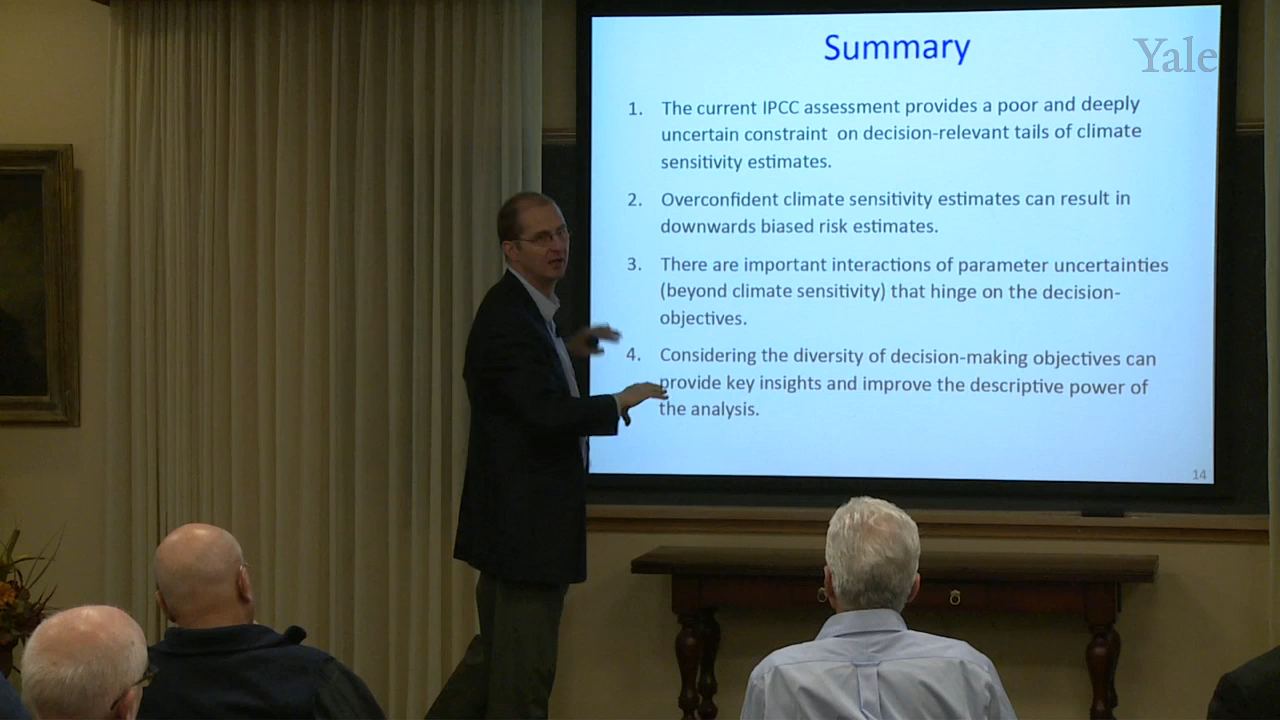 Summary
Yale
1. The current IPCC assessment provides a poor and deeply
uncertain constraint on decision-relevant tails of climate
sensitivity estimates.
2. Overconfident climate sensitivity estimates can result in
downwards biased risk estimates.
3. There are important interactions of parameter uncertainties
(beyond climate sensitivity) that hinge on the decision-
objectives.
4. Considering the diversity of decision-making objectives can
provide key insights and improve the descriptive power of
the analysis.
14